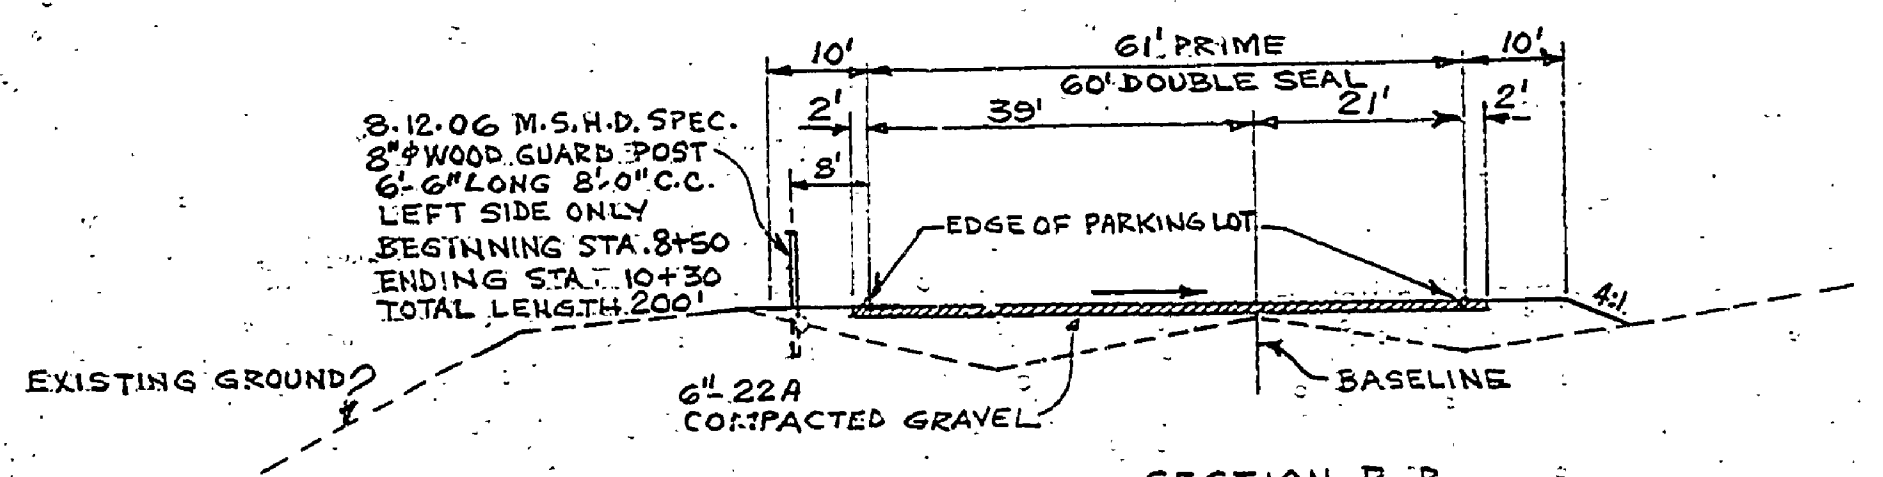 10'
61' PRIME
10'
60' DOUBLE SEAL
2'
39'
21'
2'
8.12.06 M.S.H.D. SPEC.
8"φ WOOD GUARD POST
6'-6" LONG 8'-0" C.C.
LEFT SIDE ONLY
BEGINNING STA. 8+50
ENDING STA. 10+30
TOTAL LENGTH 200'
8'
EDGE OF PARKING LOT
4:1
EXISTING GROUND
6" 22A
COMPACTED GRAVEL
BASELINE